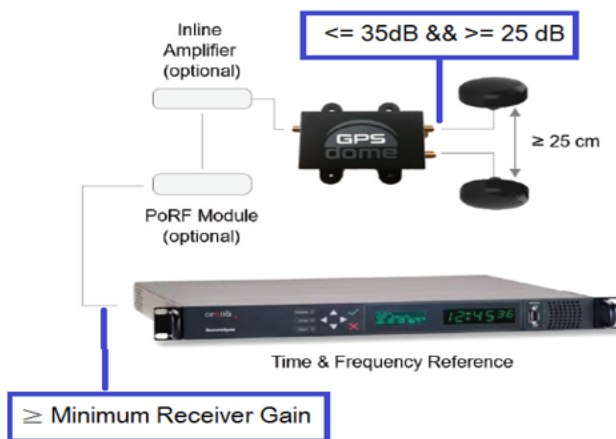 Inline
Amplifier
(optional)
<= 35dB && >= 25 dB
GPS
dome
≥ 25 cm
PoRF Module
(optional)
12:45 36
Time & Frequency Reference
≥ Minimum Receiver Gain